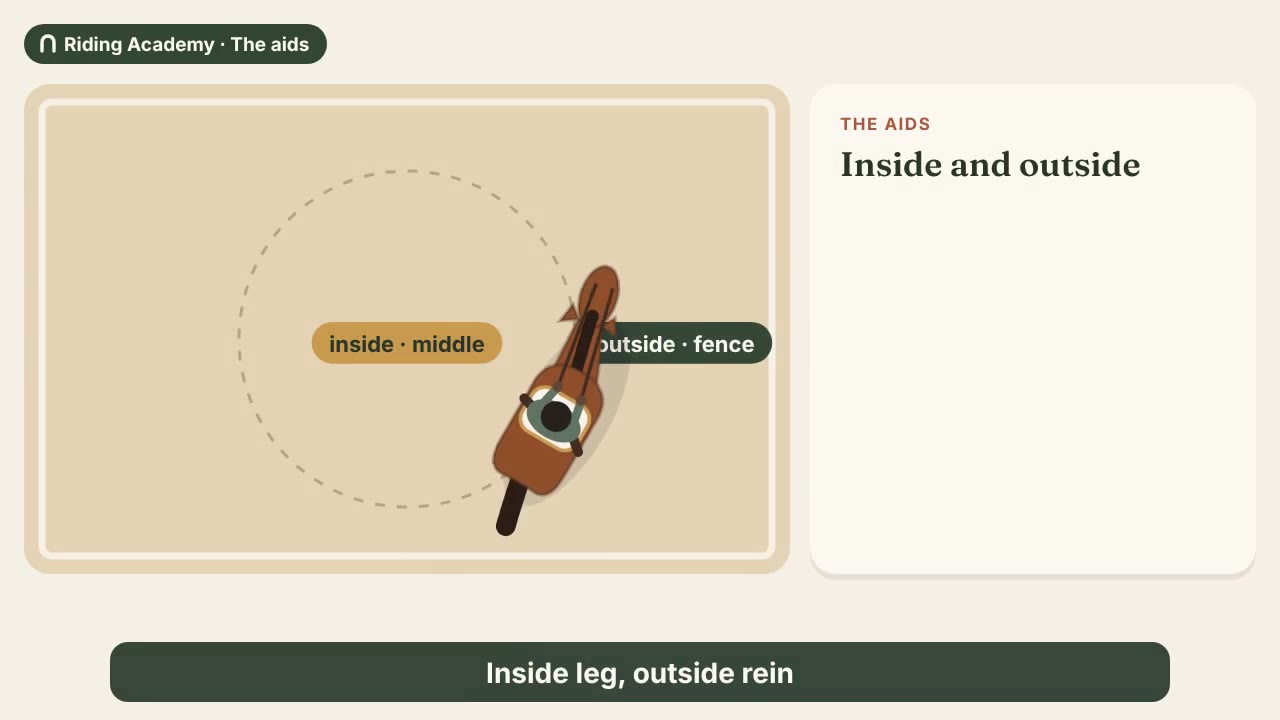 Riding Academy · The aids
inside · middle
outside · fence
THE AIDS
Inside and outside
Inside leg, outside rein